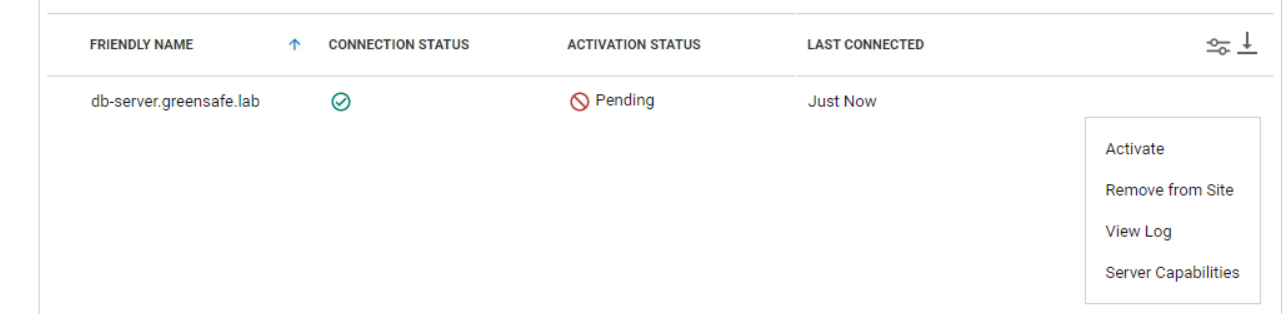 FRIENDLY NAME CONNECTION STATUS ACTIVATION STATUS LAST CONNECTED
db-server.greensafe.lab Pending Just Now
Activate
Remove from Site
View Log
Server Capabilities